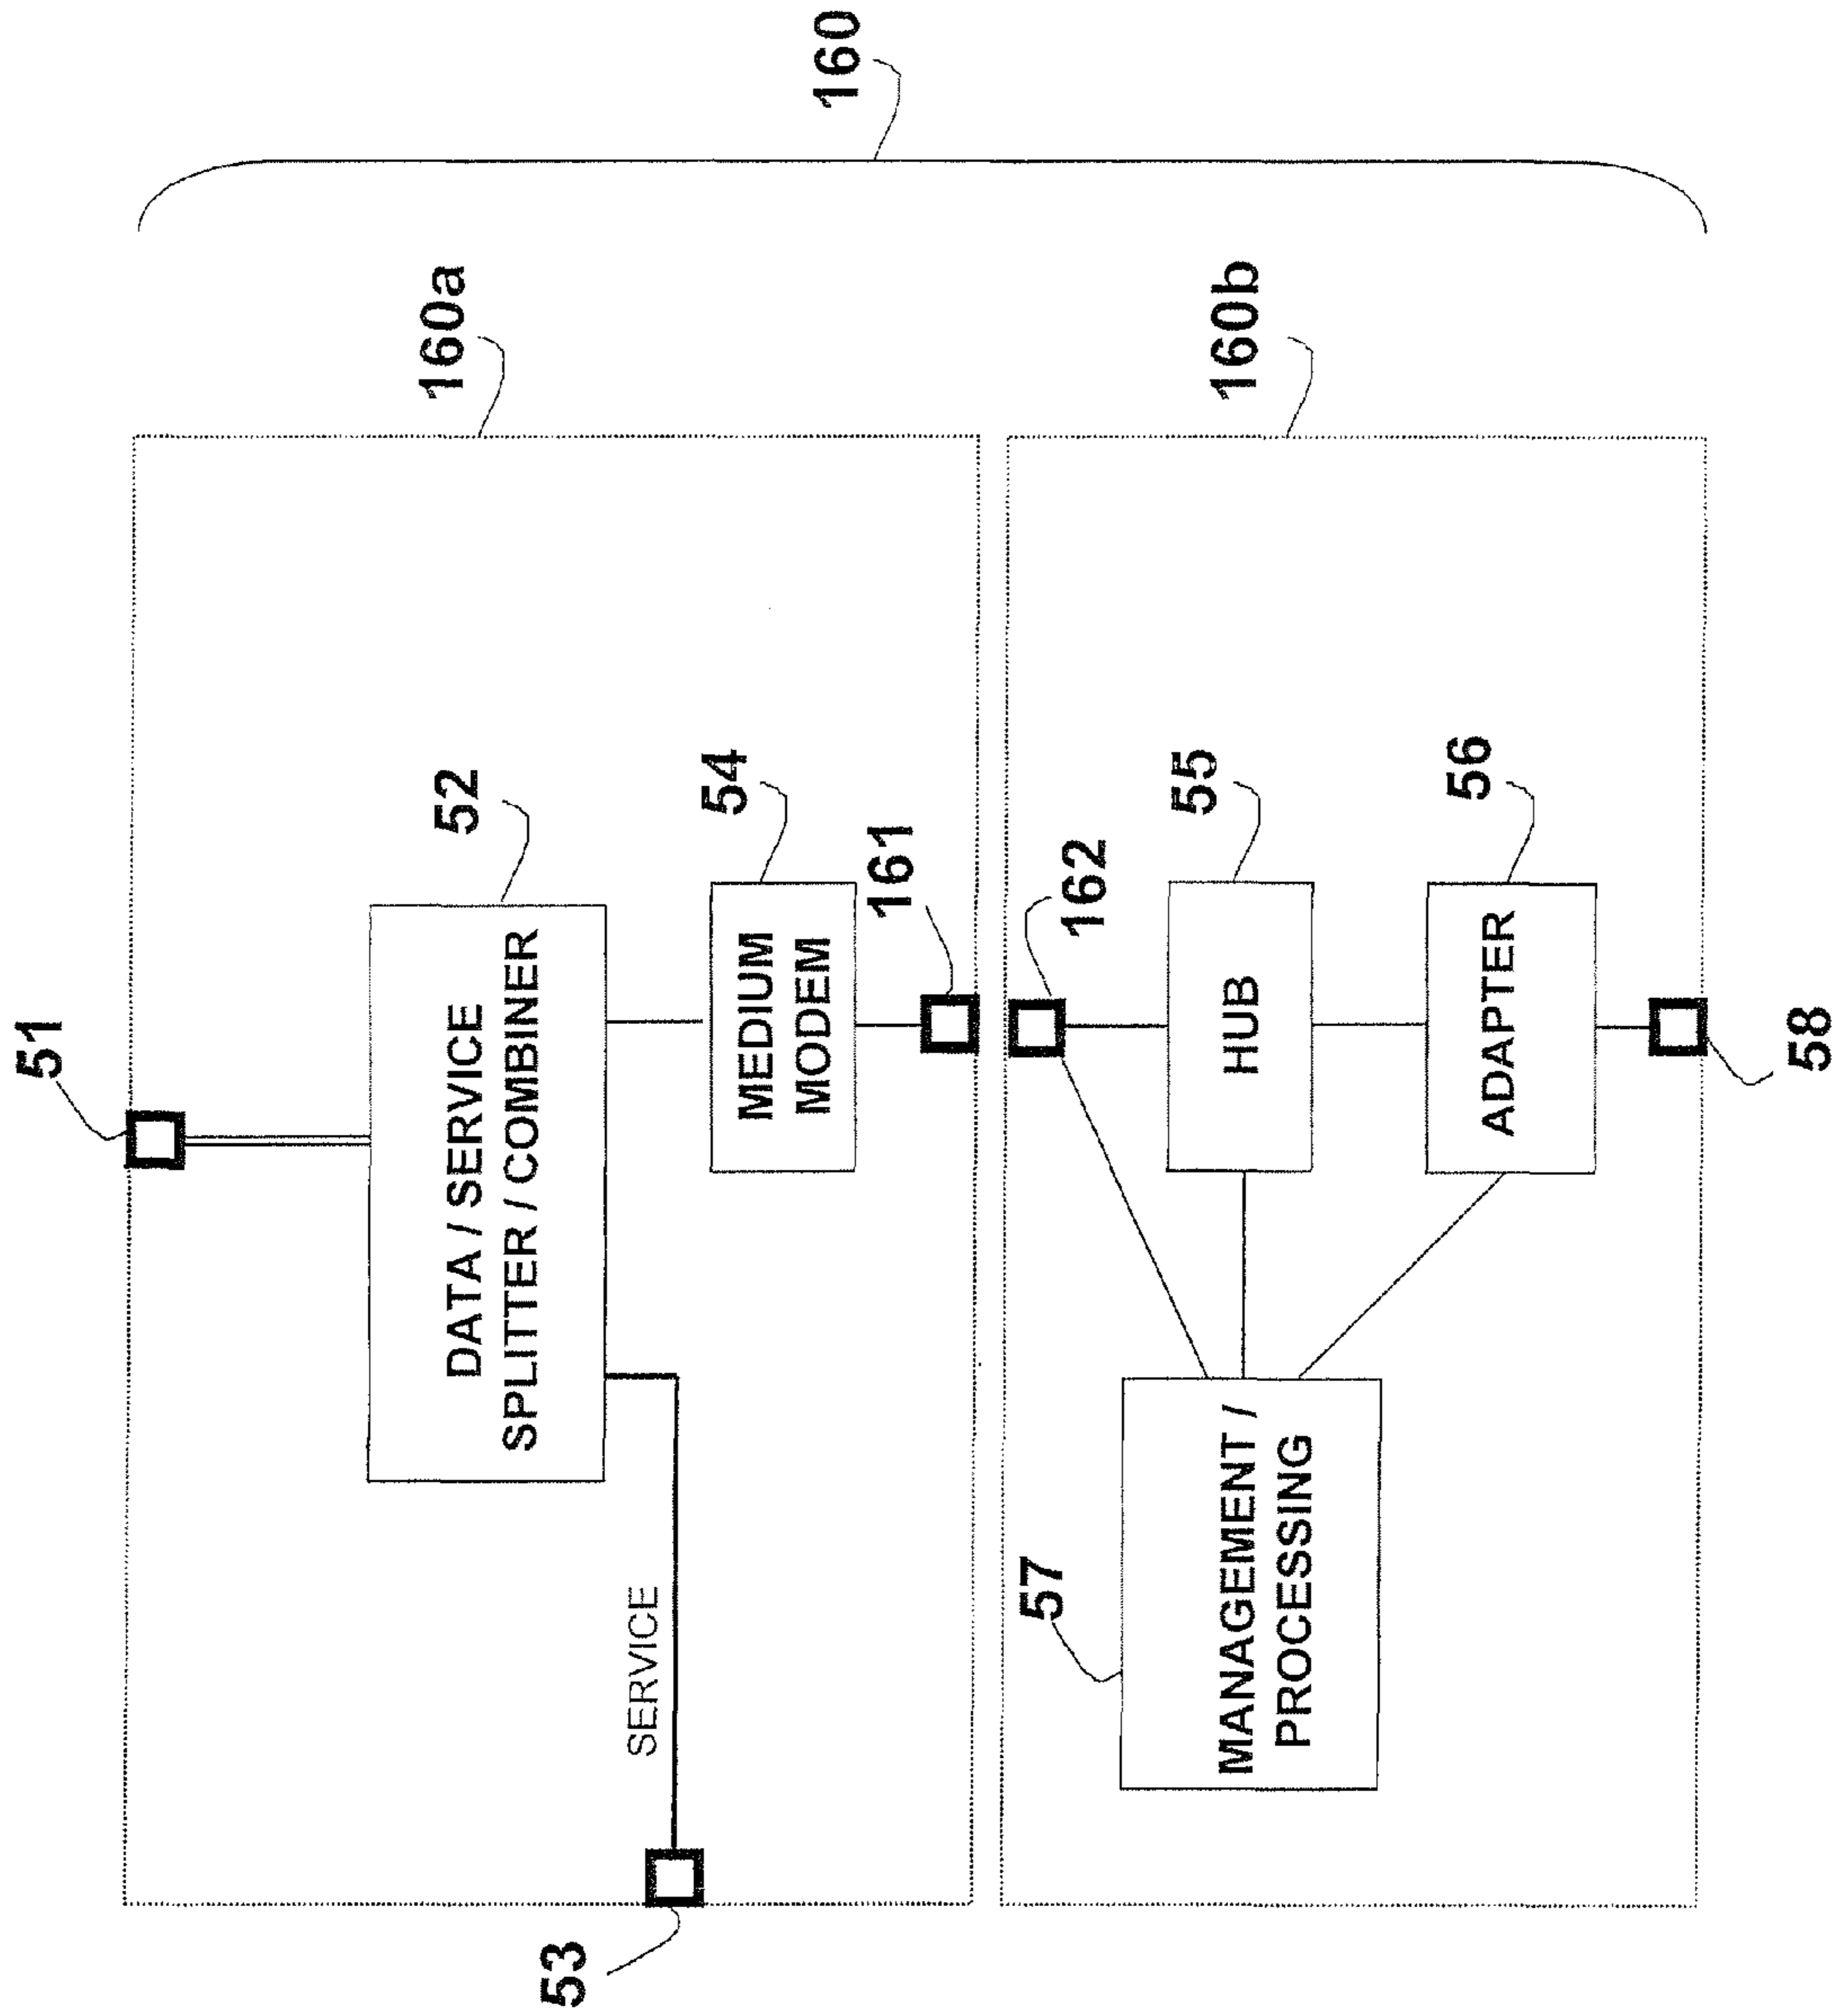 160
160a
160b
51
52
DATA / SERVICE
SPLITTER / COMBINER
54
MEDIUM
MODEM
161
SERVICE
53
162
55
HUB
56
ADAPTER
57
MANAGEMENT /
PROCESSING
58